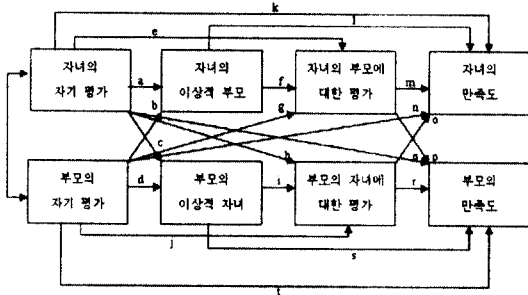 k
l
e
자녀의
자기 평가
a
자녀의
이상적 부모
f
자녀의 부모에
대한 평가
m
자녀의
만족도
b
g
n
o
c
h
q
p
부모의
자기 평가
d
부모의
이상적 자녀
i
부모의 자녀에
대한 평가
r
부모의
만족도
j
s
t